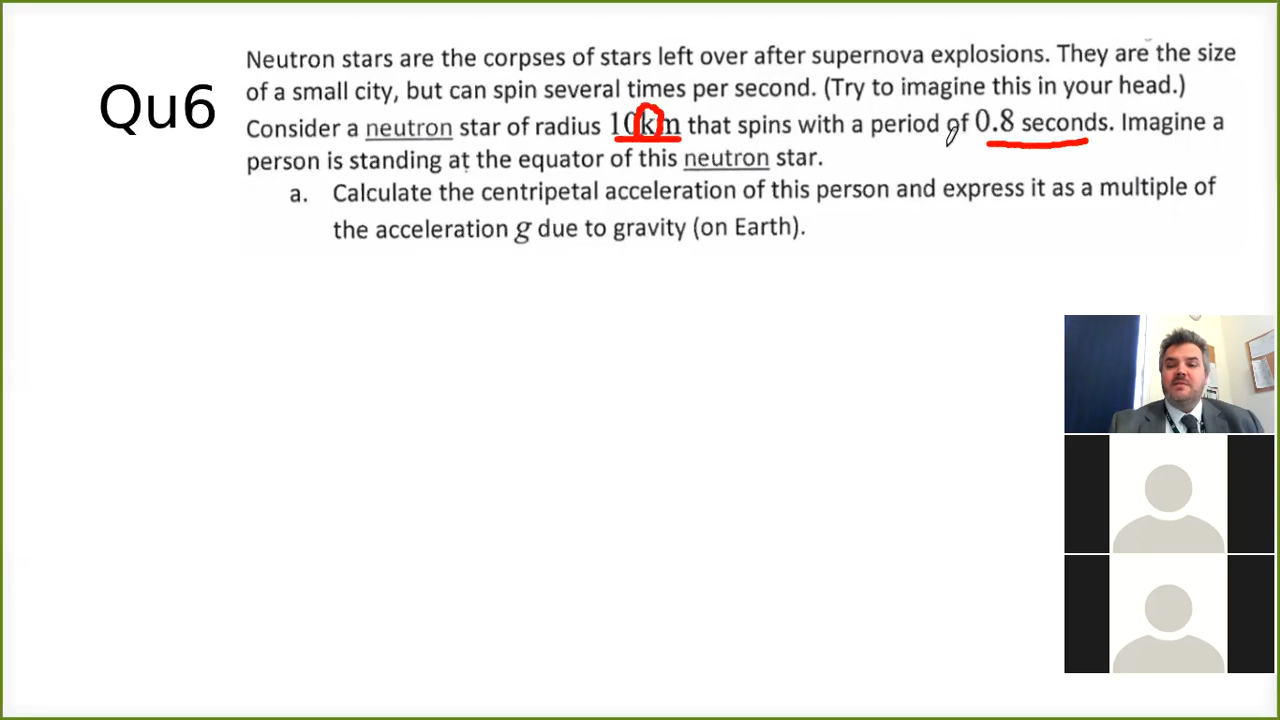 Qu6
Neutron stars are the corpses of stars left over after supernova explosions. They are the size
of a small city, but can spin several times per second. (Try to imagine this in your head.)
Consider a neutron star of radius 10km that spins with a period of 0.8 seconds. Imagine a
person is standing at the equator of this neutron star.
a. Calculate the centripetal acceleration of this person and express it as a multiple of
the acceleration g due to gravity (on Earth).